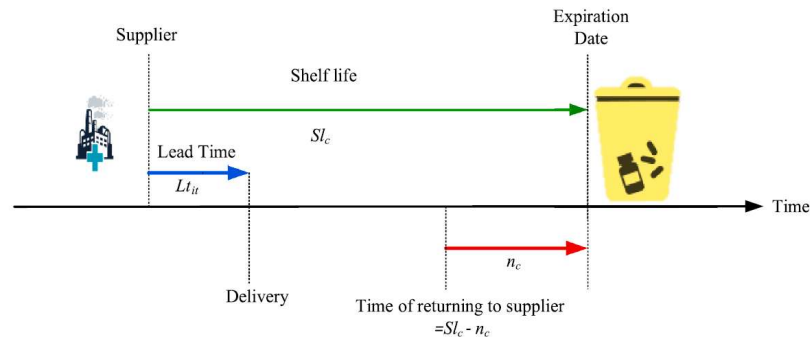 Supplier
Expiration
Date
Shelf life
Sl_c
Lead Time
Lt_it
Time
n_c
Delivery
Time of returning to supplier
=Sl_c - n_c